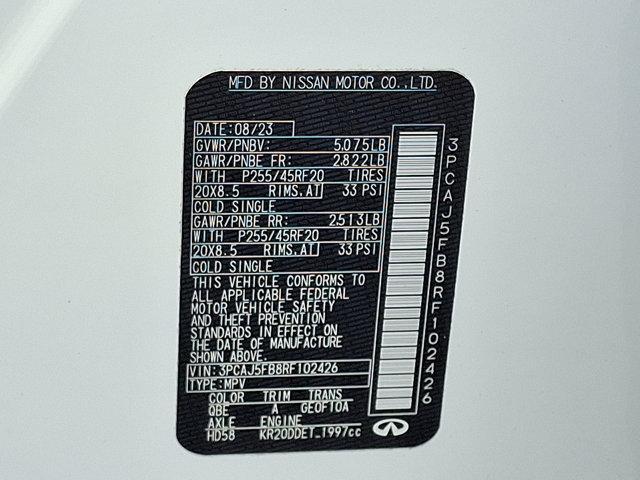 MFD BY NISSAN MOTOR CO.,LTD.
DATE:08/23
GVWR/PNBV: 5,075LB
GAWR/PNBE FR: 2,822LB
WITH P255/45RF20 TIRES
20X8.5 RIMS.AT 33 PSI
COLD SINGLE
GAWR/PNBE RR: 2,513LB
WITH P255/45RF20 TIRES
20X8.5 RIMS.AT 33 PSI
COLD SINGLE
THIS VEHICLE CONFORMS TO
ALL APPLICABLE FEDERAL
MOTOR VEHICLE SAFETY
AND THEFT PREVENTION
STANDARDS IN EFFECT ON
THE DATE OF MANUFACTURE
SHOWN ABOVE.
VIN:3PCAJ5FB8RF102426
TYPE:MPV
COLOR TRIM TRANS
QBE A GEOF10A
AXLE ENGINE
HD58 KR20DDET_1997cc
3PCAJ5FB8RF102426